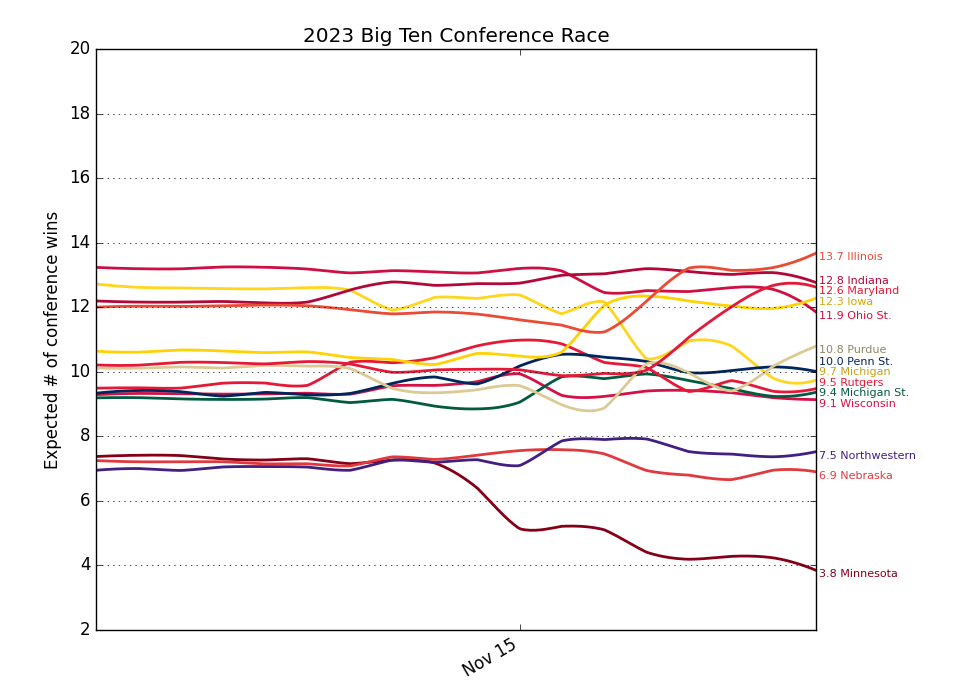 2023 Big Ten Conference Race
Expected # of conference wins
20
18
16
14
12
10
8
6
4
2
Nov 15
13.7 Illinois
12.8 Indiana
12.6 Maryland
12.3 Iowa
11.9 Ohio St.
10.8 Purdue
10.0 Penn St.
9.7 Michigan
9.5 Rutgers
9.4 Michigan St.
9.1 Wisconsin
7.5 Northwestern
6.9 Nebraska
3.8 Minnesota